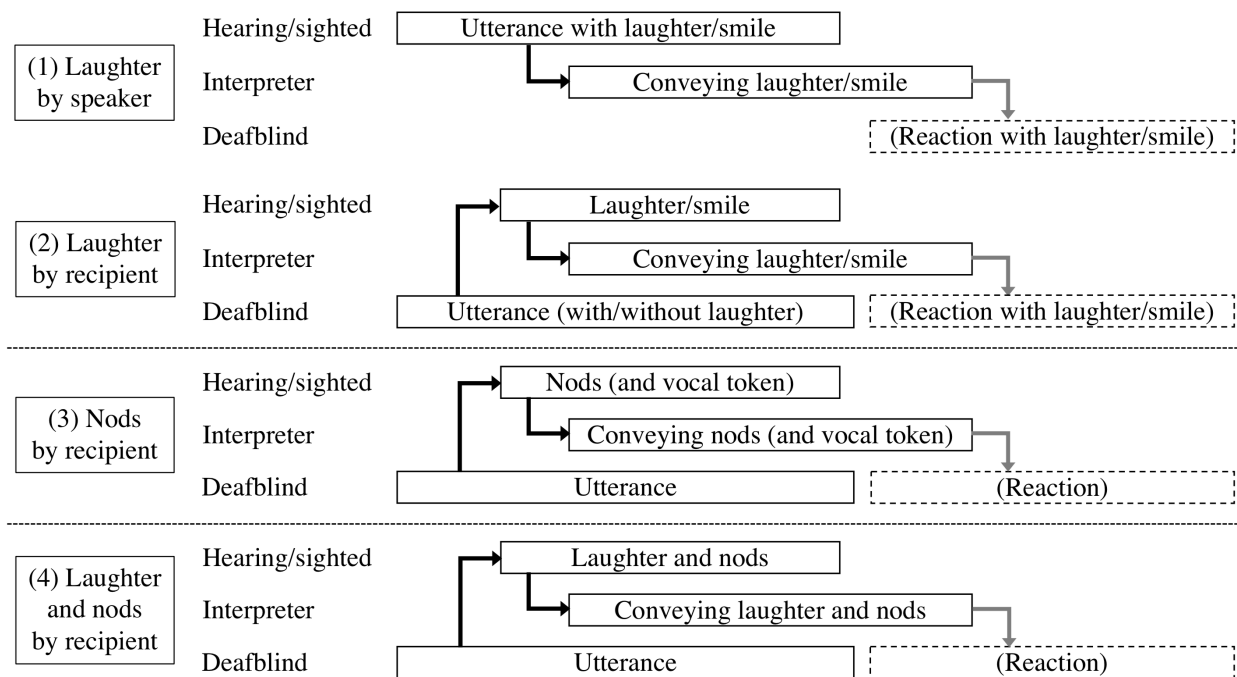 (1) Laughter
by speaker
Hearing/sighted
Utterance with laughter/smile
Interpreter
Conveying laughter/smile
Deafblind
(Reaction with laughter/smile)
(2) Laughter
by recipient
Hearing/sighted
Laughter/smile
Interpreter
Conveying laughter/smile
Deafblind
Utterance (with/without laughter)
(Reaction with laughter/smile)
(3) Nods
by recipient
Hearing/sighted
Nods (and vocal token)
Interpreter
Conveying nods (and vocal token)
Deafblind
Utterance
(Reaction)
(4) Laughter
and nods
by recipient
Hearing/sighted
Laughter and nods
Interpreter
Conveying laughter and nods
Deafblind
Utterance
(Reaction)